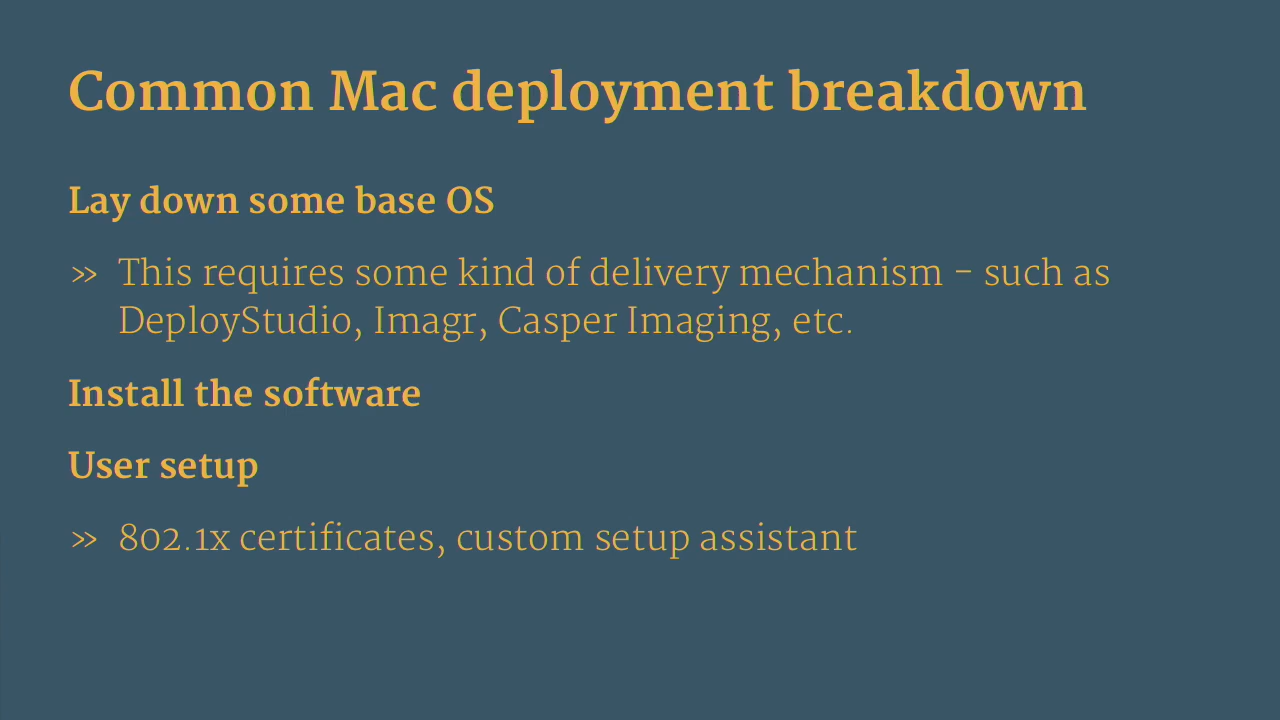 Common Mac deployment breakdown
Lay down some base OS
» This requires some kind of delivery mechanism - such as
DeployStudio, Imagr, Casper Imaging, etc.
Install the software
User setup
» 802.1x certificates, custom setup assistant